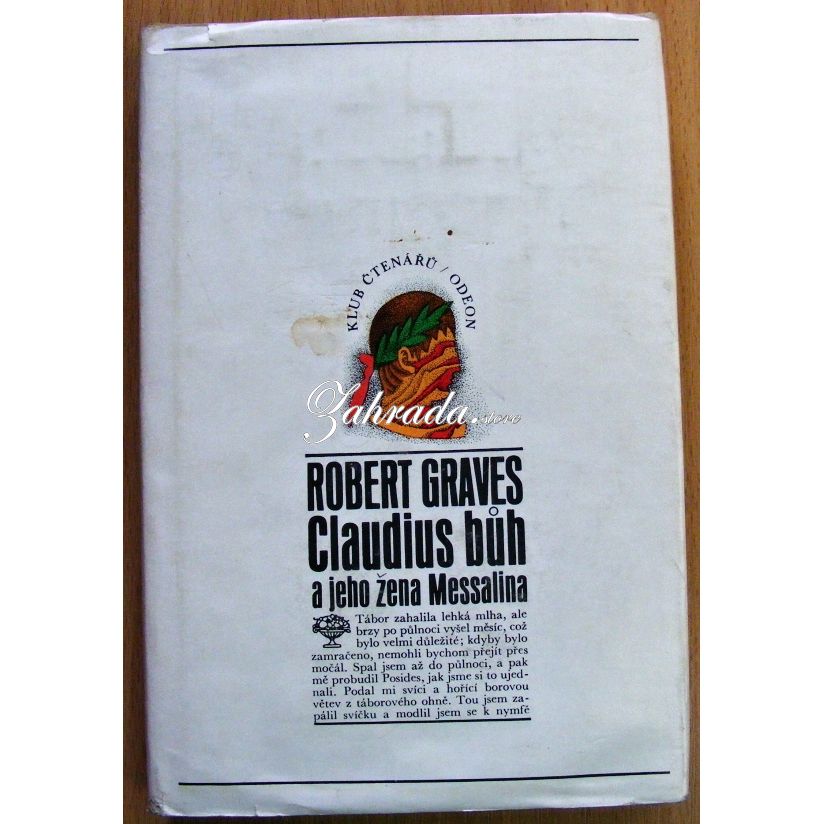 KLUB ČTENÁŘŮ / ODEON
Zahrada.store
ROBERT GRAVES
Claudius bůh
a jeho žena Messalina
Tábor zahalila lehká mlha, ale
brzy po půlnoci vyšel měsíc, což
bylo velmi důležité; kdyby bylo
zamračeno, nemohli bychom přejít přes
močál. Spal jsem až do půlnoci, a pak
mě probudil Posides, jak jsme si to ujed-
nali. Podal mi svíci a hořící borovou
větev z táborového ohně. Tou jsem za-
pálil svíčku a modlil jsem se k nymfě